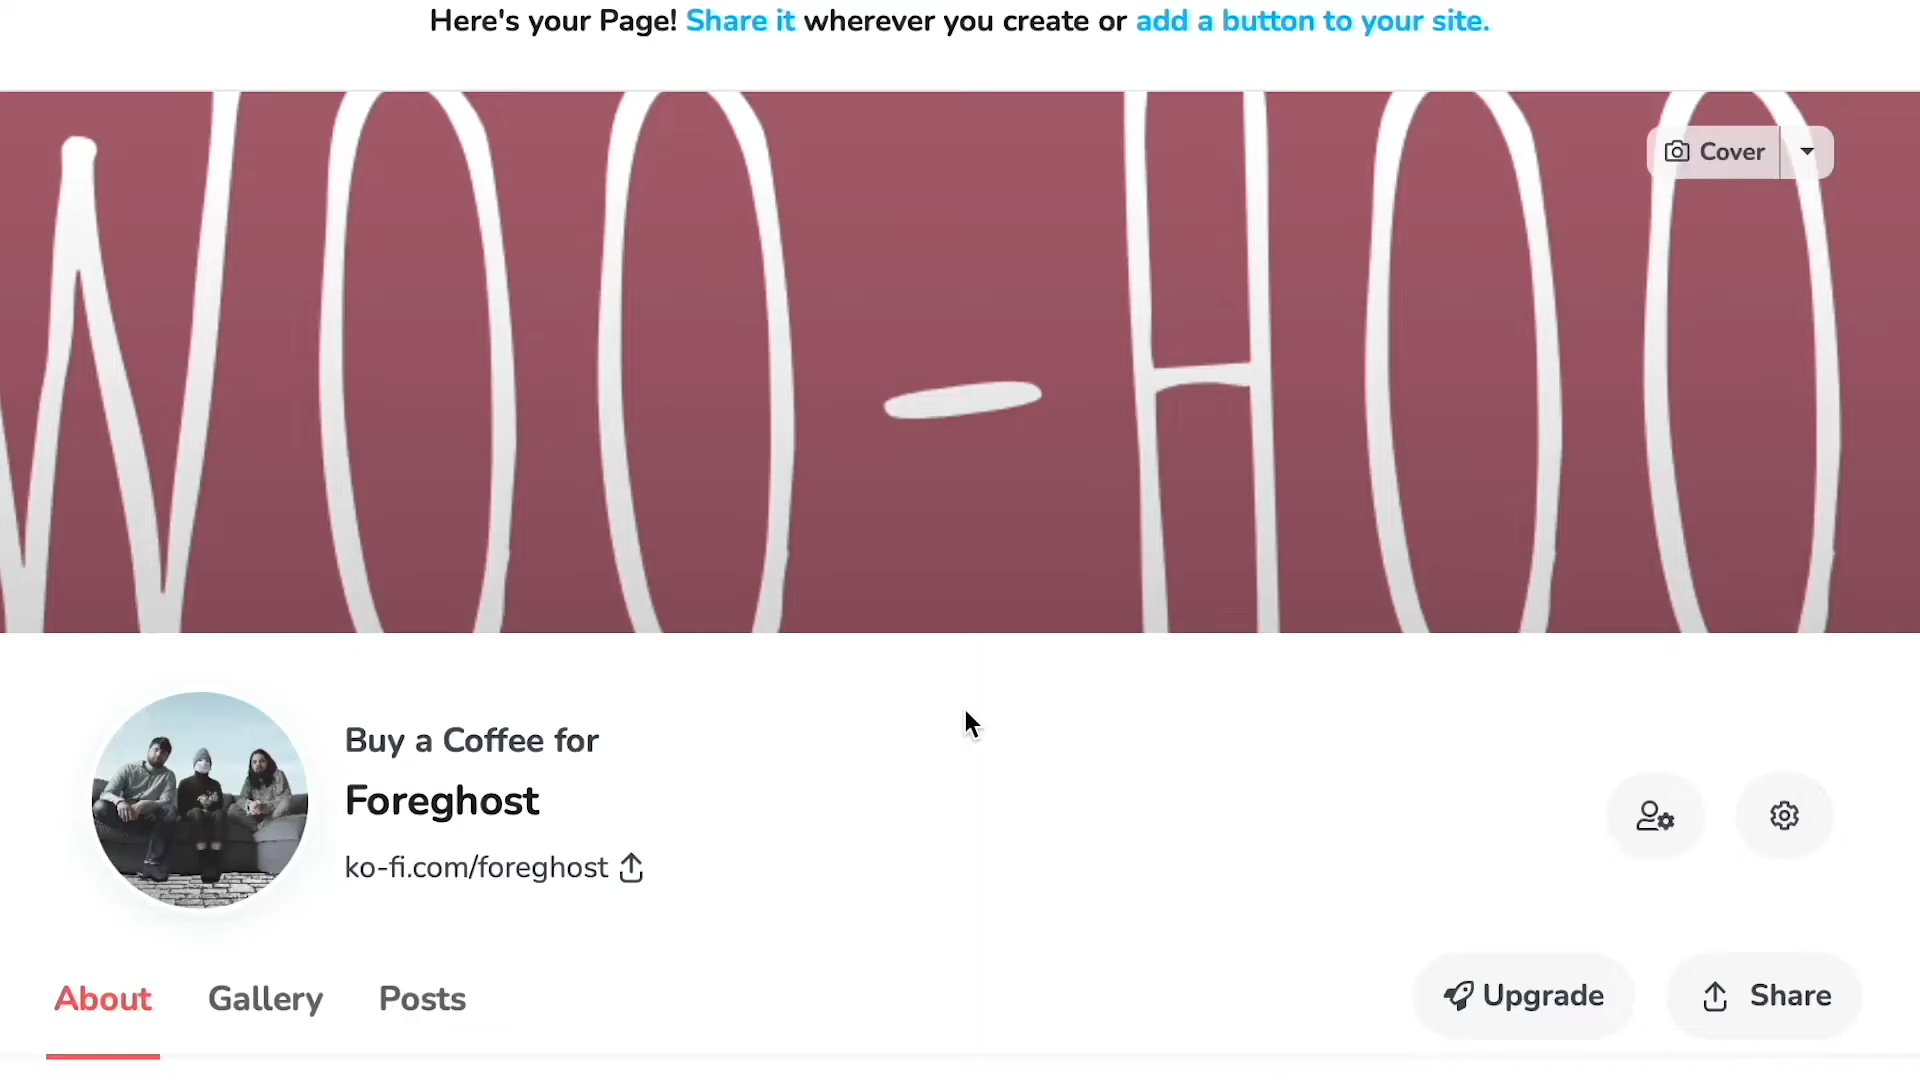 Here's your Page! Share it wherever you create or add a button to your site.
WOO-HOO
Cover
Buy a Coffee for
Foreghost
ko-fi.com/foreghost
About Gallery Posts
Upgrade Share